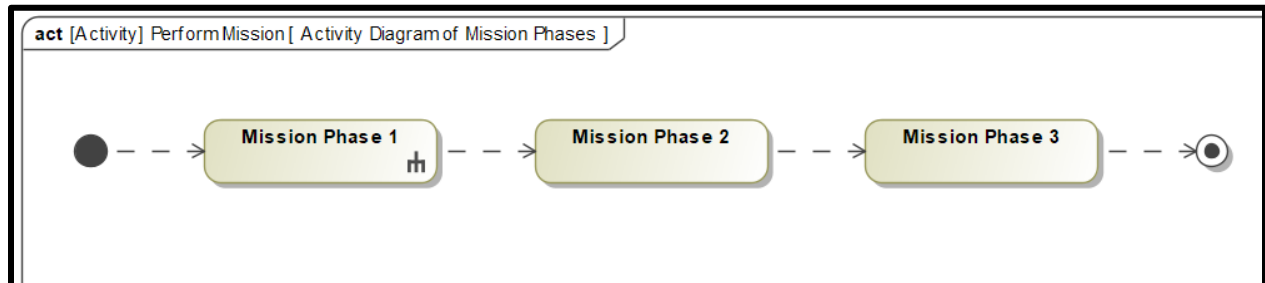 act [Activity] Perform Mission [ Activity Diagram of Mission Phases ]
Mission Phase 1
Mission Phase 2
Mission Phase 3